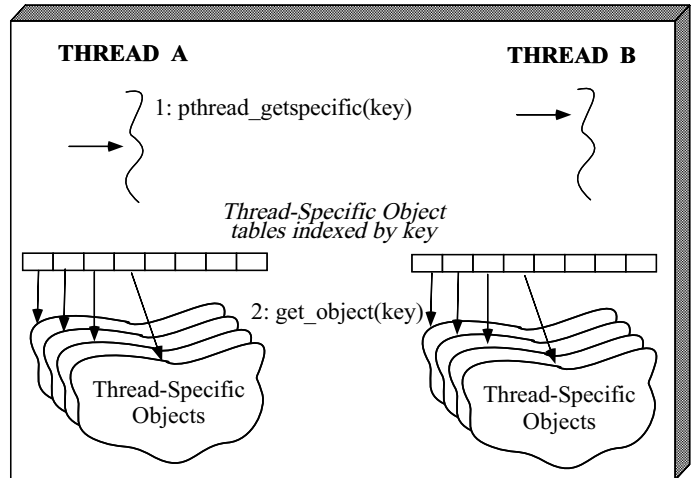 THREAD A
THREAD B
1: pthread_getspecific(key)
Thread-Specific Object
tables indexed by key
2: get_object(key)
Thread-Specific
Objects
Thread-Specific
Objects